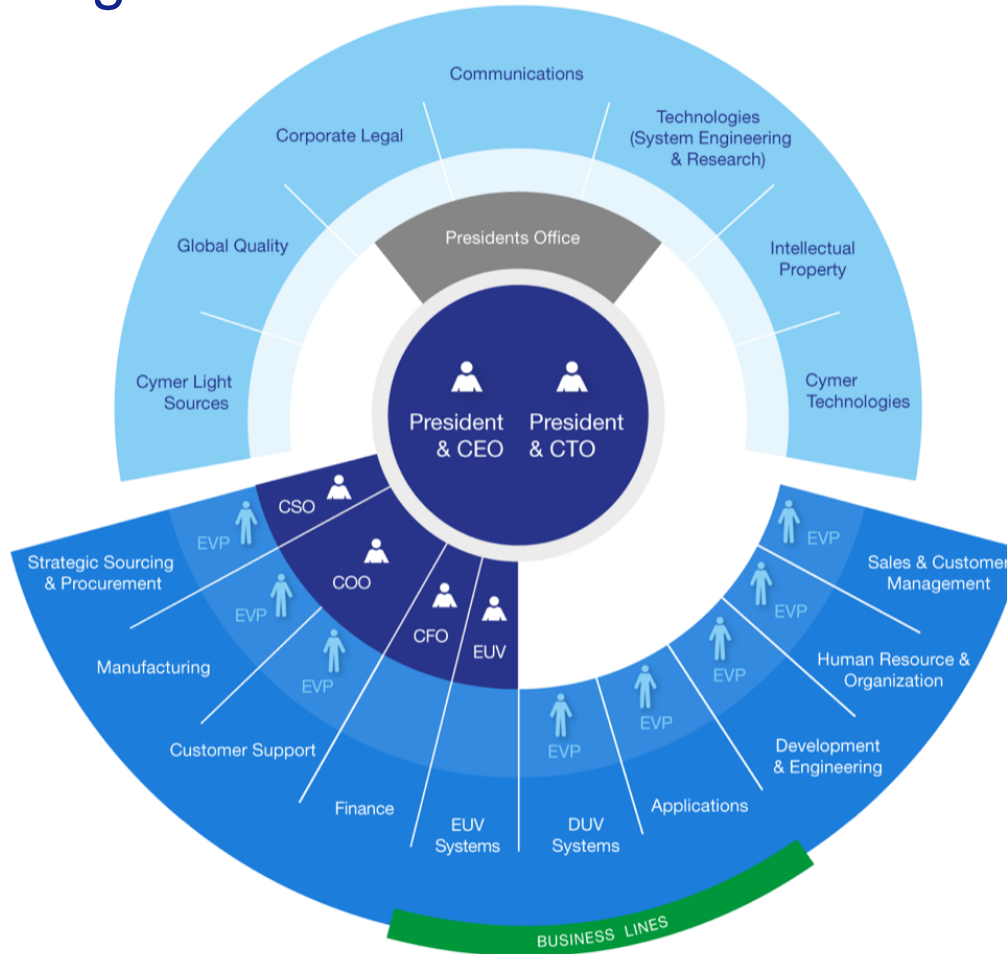 g
Communications
Corporate Legal
Technologies
(System Engineering
& Research)
Global Quality
Presidents Office
Intellectual
Property
Cymer Light
Sources
Cymer
Technologies
President
& CEO
President
& CTO
CSO
COO
CFO
EUV
EVP
EVP
EVP
EVP
EVP
EVP
EVP
EVP
Strategic Sourcing
& Procurement
Manufacturing
Customer Support
Finance
EUV
Systems
DUV
Systems
Applications
Development
& Engineering
Human Resource &
Organization
Sales & Customer
Management
BUSINESS LINES